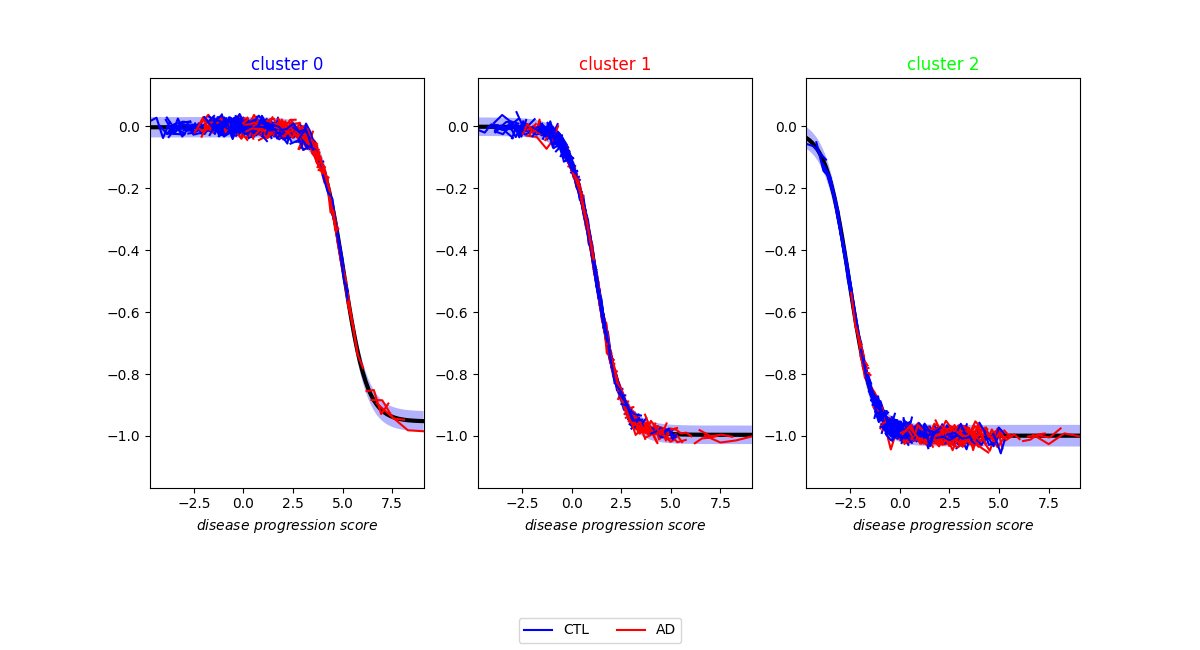 cluster 0 cluster 1 cluster 2
0.0 0.0 0.0
−0.2 −0.2 −0.2
−0.4 −0.4 −0.4
−0.6 −0.6 −0.6
−0.8 −0.8 −0.8
−1.0 −1.0 −1.0
−2.5 0.0 2.5 5.0 7.5 −2.5 0.0 2.5 5.0 7.5 −2.5 0.0 2.5 5.0 7.5
disease progression score disease progression score disease progression score
CTL AD